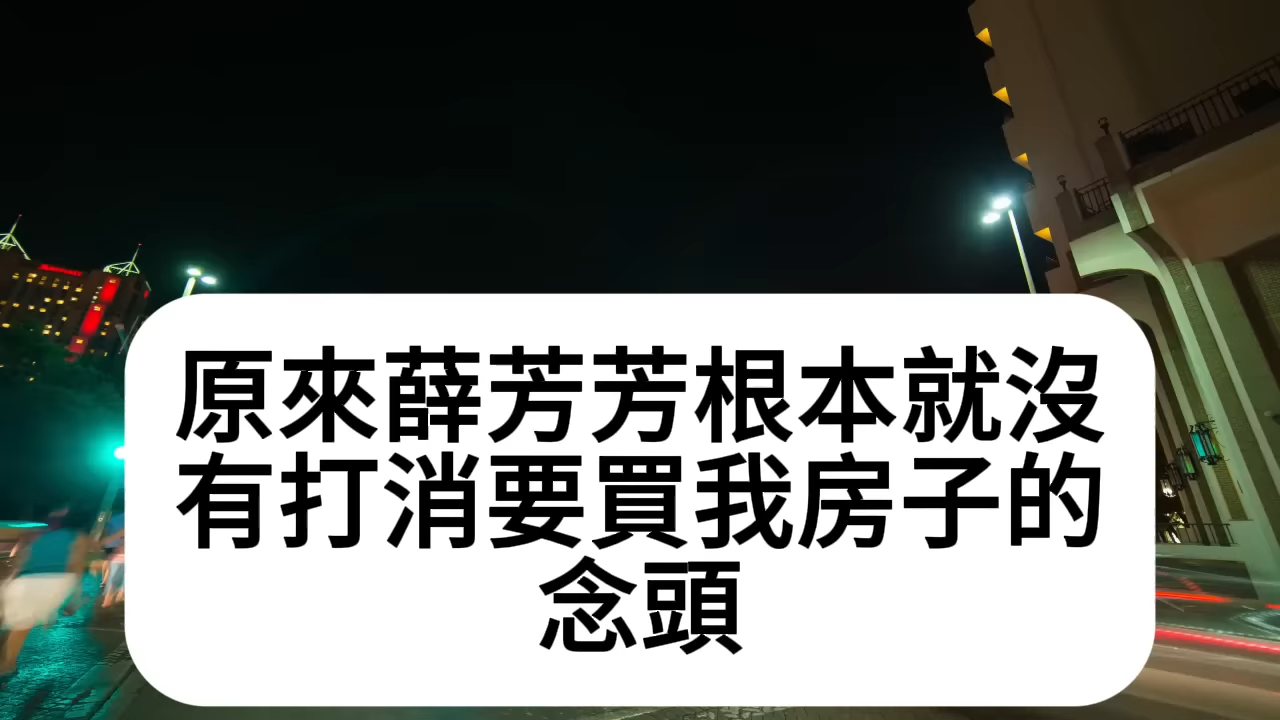 原來薛芳芳根本就沒
有打消要買我房子的
念頭